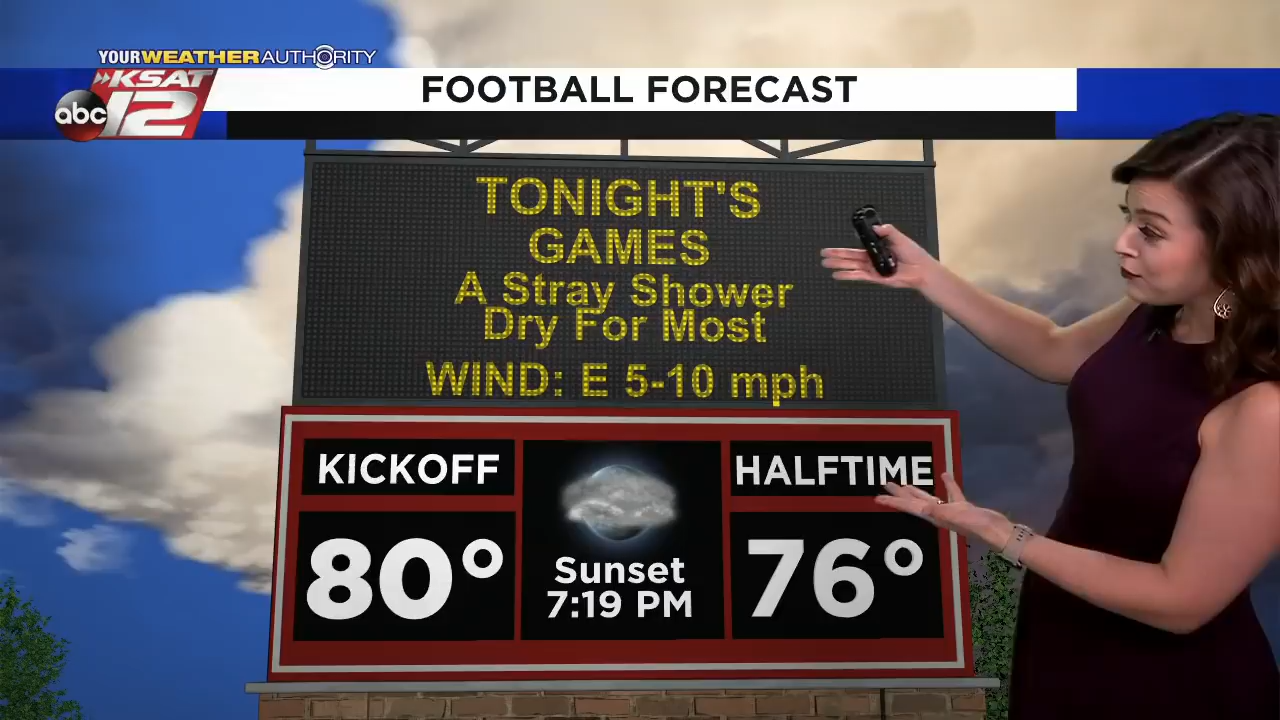 YOUR WEATHER AUTHORITY
KSAT
abc 12
FOOTBALL FORECAST
TONIGHT'S
GAMES
A Stray Shower
Dry For Most
WIND: E 5-10 mph
KICKOFF
HALFTIME
80°
Sunset
7:19 PM
76°